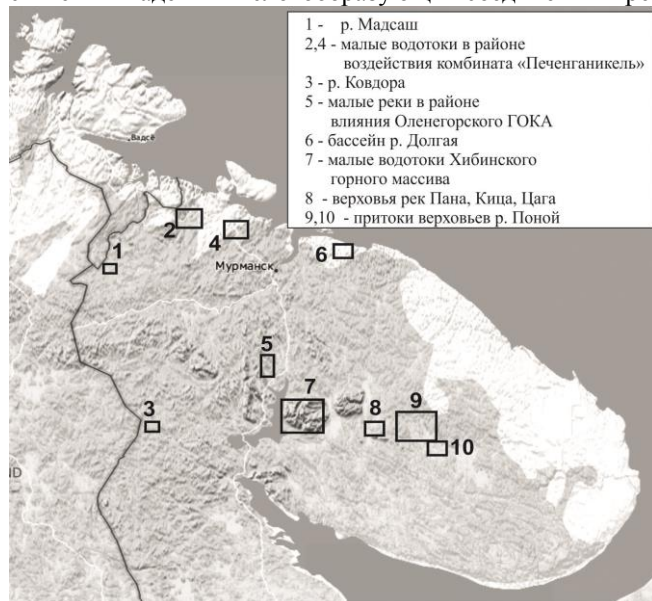 1 - р. Мадсаш
2,4 - малые водотоки в районе
воздействия комбината «Печенганикель»
3 - р. Ковдора
5 - малые реки в районе
влияния Оленегорского ГОКА
6 - бассейн р. Долгая
7 - малые водотоки Хибинского
горного массива
8 - верховья рек Пана, Кица, Цага
9,10 - притоки верховьев р. Поной
Вадсё
2
4
1
Мурманск
6
5
7
3
8
9
10
ND